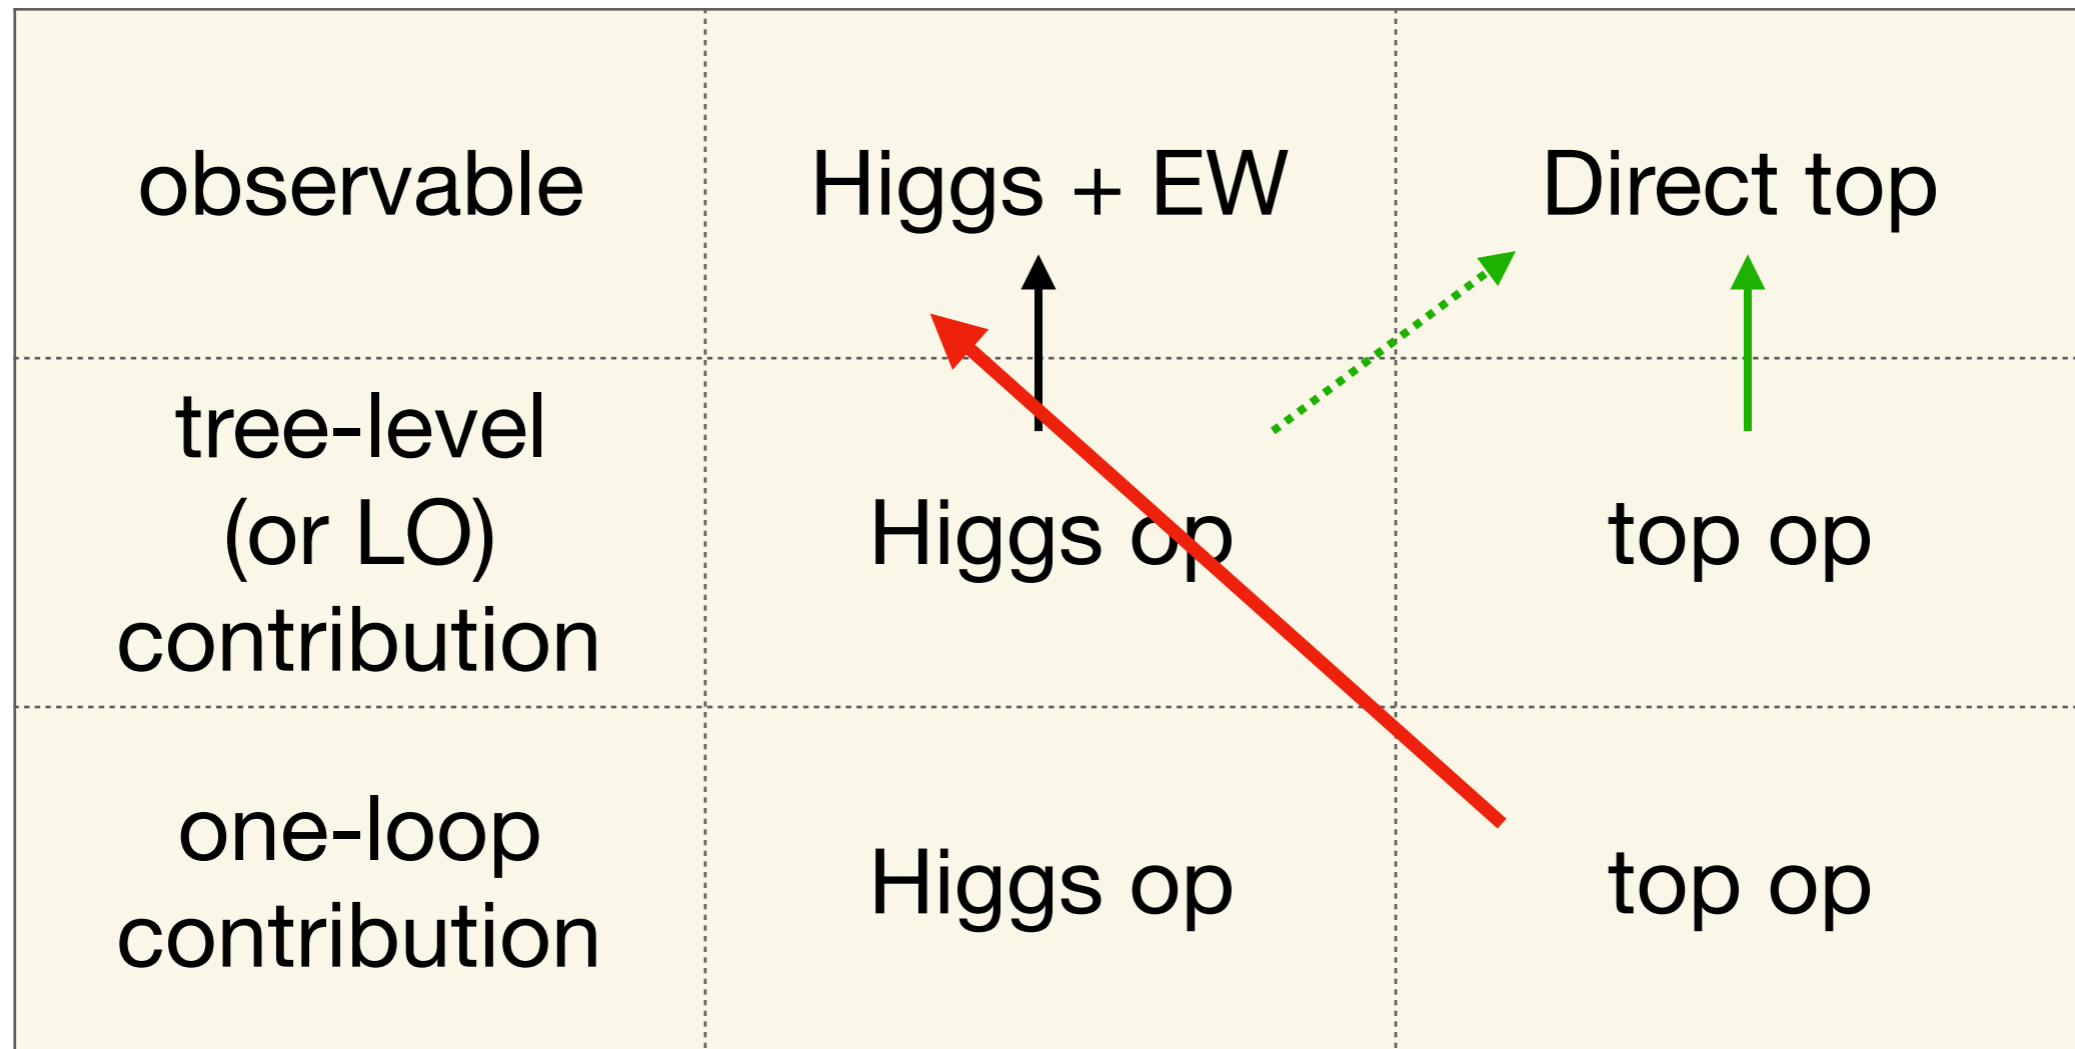 observable
Higgs + EW
Direct top
tree-level
(or LO)
contribution
Higgs op
top op
one-loop
contribution
Higgs op
top op